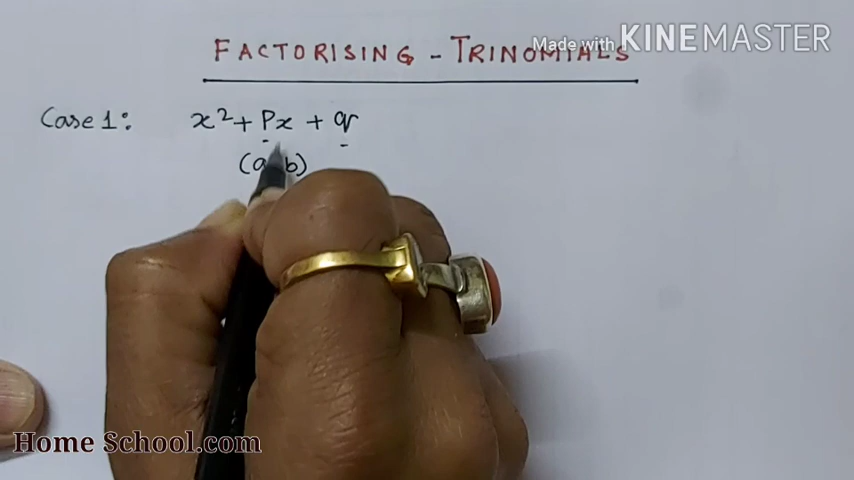 FACTORISING - TRINOMIALS
Made with KINEMASTER
Case 1: x² + Px + q
(a b)
Home School.com